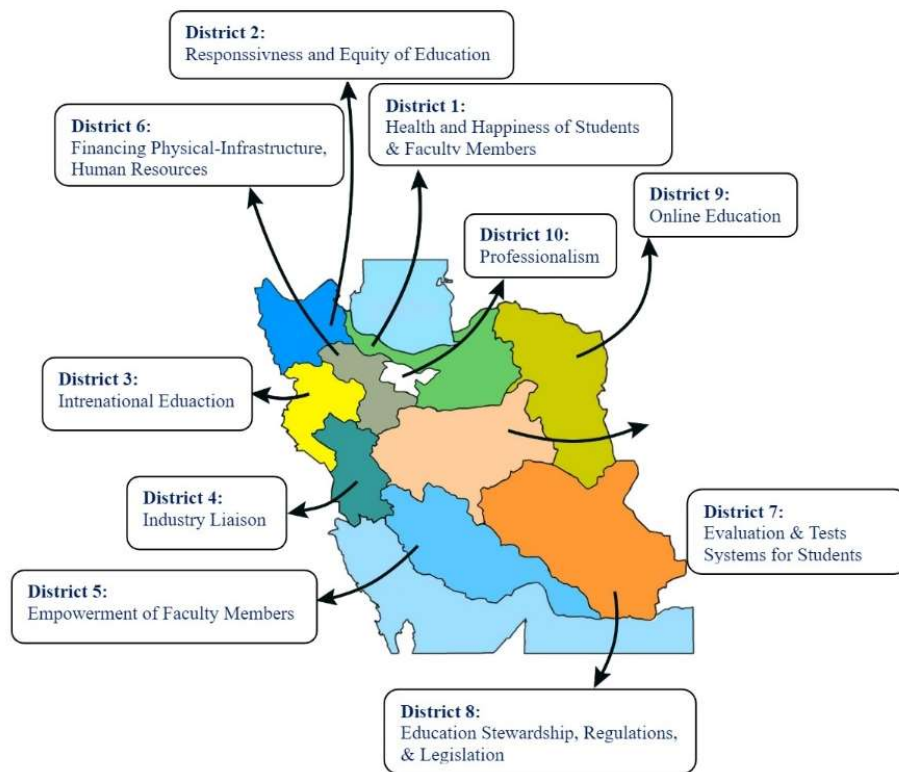 District 2:
Responssivness and Equity of Education
District 1:
Health and Happiness of Students
& Faculty Members
District 6:
Financing Physical-Infrastructure,
Human Resources
District 9:
Online Education
District 10:
Professionalism
District 3:
Intrenational Eduaction
District 4:
Industry Liaison
District 7:
Evaluation & Tests
Systems for Students
District 5:
Empowerment of Faculty Members
District 8:
Education Stewardship, Regulations,
& Legislation